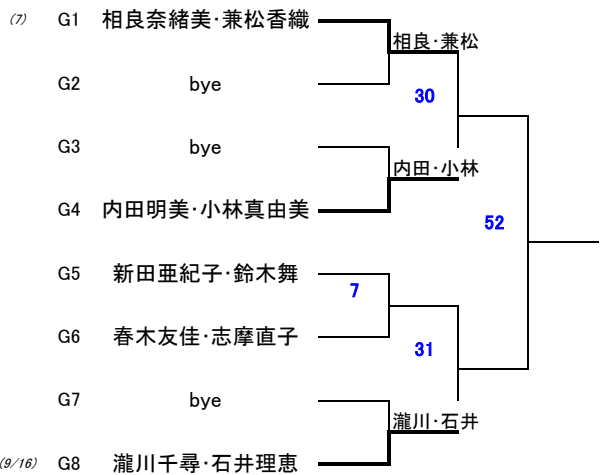 (7) G1 相良奈緒美・兼松香織
相良・兼松
G2 bye
30
G3 bye
内田・小林
G4 内田明美・小林真由美
52
G5 新田亜紀子・鈴木舞
7
G6 春木友佳・志摩直子
31
G7 bye
瀧川・石井
(9/16) G8 瀧川千尋・石井理恵